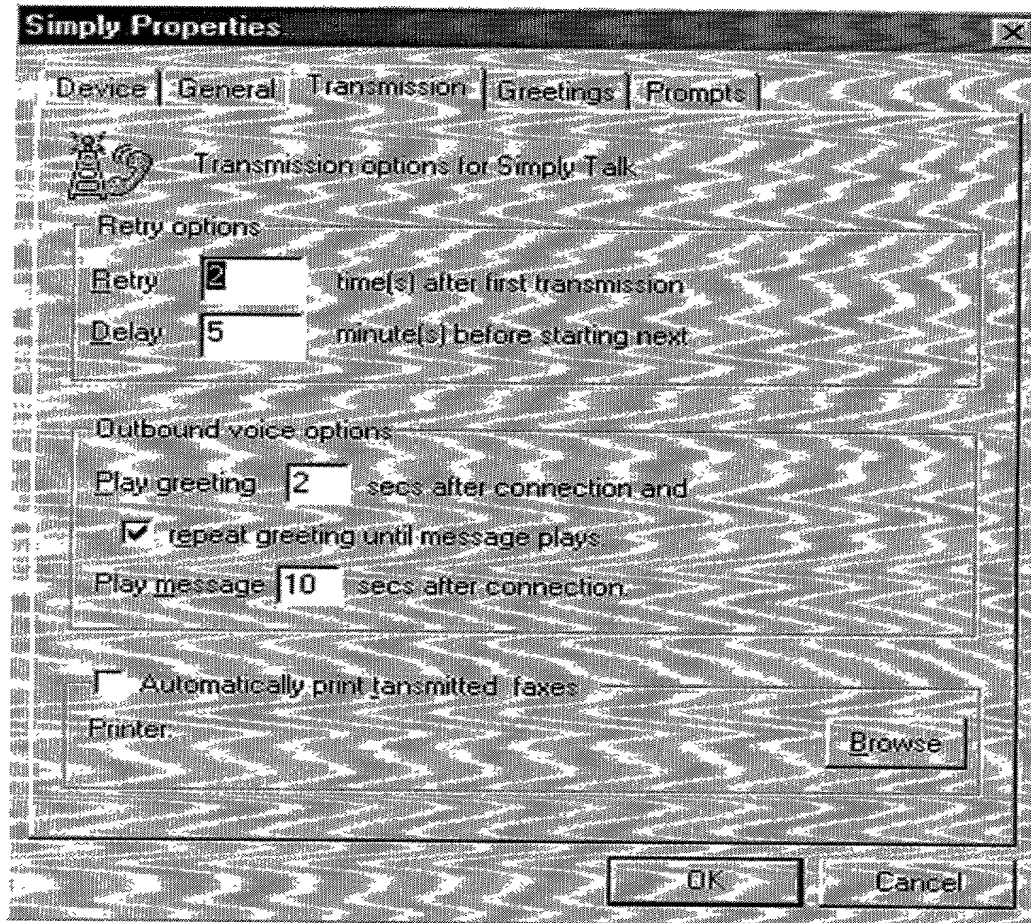 Simply Properties
Device General Transmission Greetings Prompts
Transmission options for Simply Talk
Retry options
Retry 2 time(s) after first transmission
Delay 5 minute(s) before starting next
Outbound voice options
Play greeting 2 secs after connection and
repeat greeting until message plays
Play message 10 secs after connection.
Automatically print tansmitted faxes
Printer:
Browse
OK Cancel